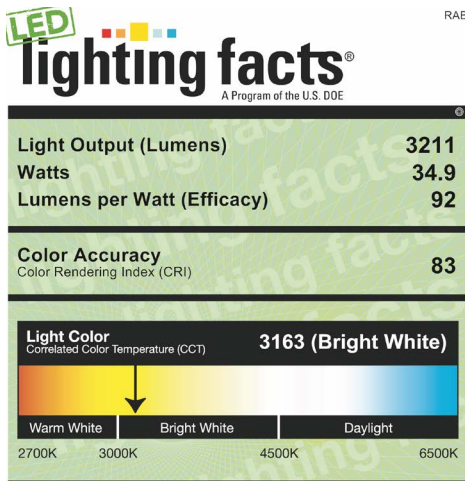 RAB
LED
lighting facts®
A Program of the U.S. DOE
Light Output (Lumens) 3211
Watts 34.9
Lumens per Watt (Efficacy) 92
Color Accuracy
Color Rendering Index (CRI) 83
Light Color
Correlated Color Temperature (CCT) 3163 (Bright White)
Warm White Bright White Daylight
2700K 3000K 4500K 6500K